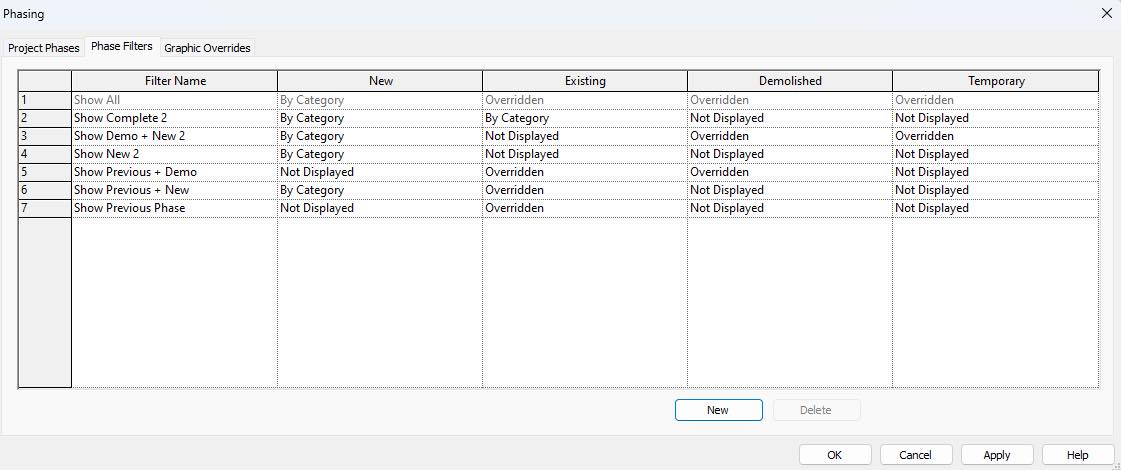 Phasing
Project Phases Phase Filters Graphic Overrides
Filter Name New Existing Demolished Temporary
1 Show All By Category Overridden Overridden Overridden
2 Show Complete 2 By Category By Category Not Displayed Not Displayed
3 Show Demo + New 2 By Category Not Displayed Overridden Overridden
4 Show New 2 By Category Not Displayed Not Displayed Not Displayed
5 Show Previous + Demo Not Displayed Overridden Overridden Not Displayed
6 Show Previous + New By Category Overridden Not Displayed Not Displayed
7 Show Previous Phase Not Displayed Overridden Not Displayed Not Displayed
New Delete
OK Cancel Apply Help